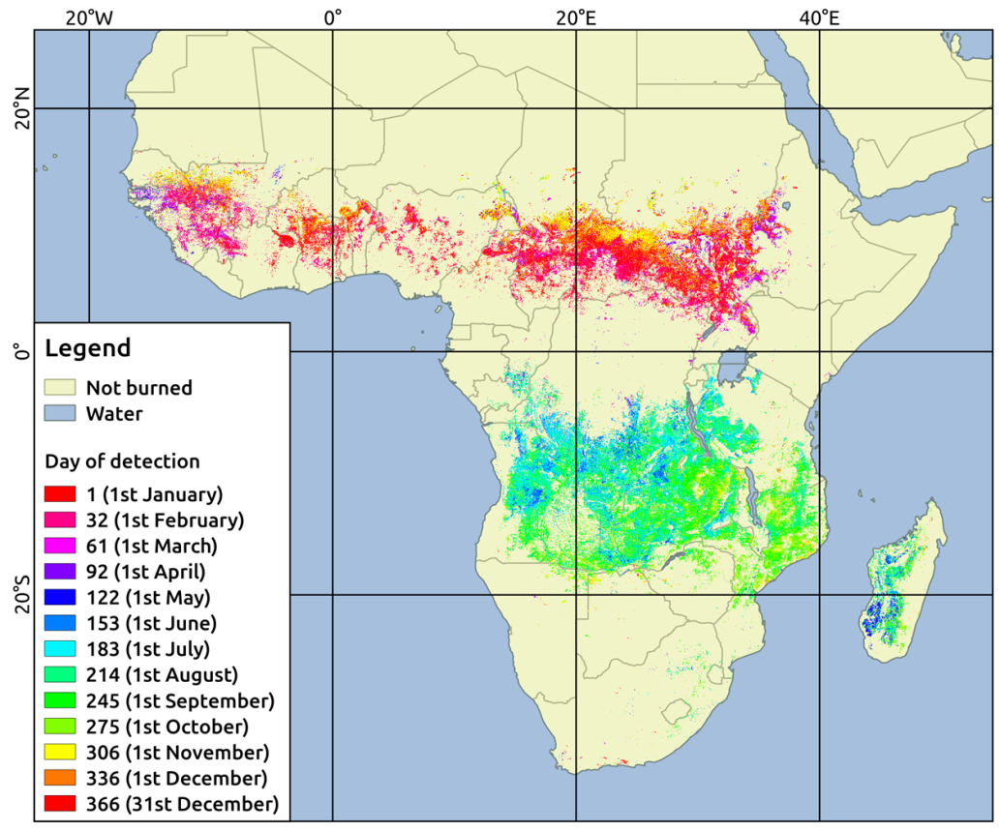 20°W 0° 20°E 40°E
20°N
0°
20°S
Legend
Not burned
Water
Day of detection
1 (1st January)
32 (1st February)
61 (1st March)
92 (1st April)
122 (1st May)
153 (1st June)
183 (1st July)
214 (1st August)
245 (1st September)
275 (1st October)
306 (1st November)
336 (1st December)
366 (31st December)